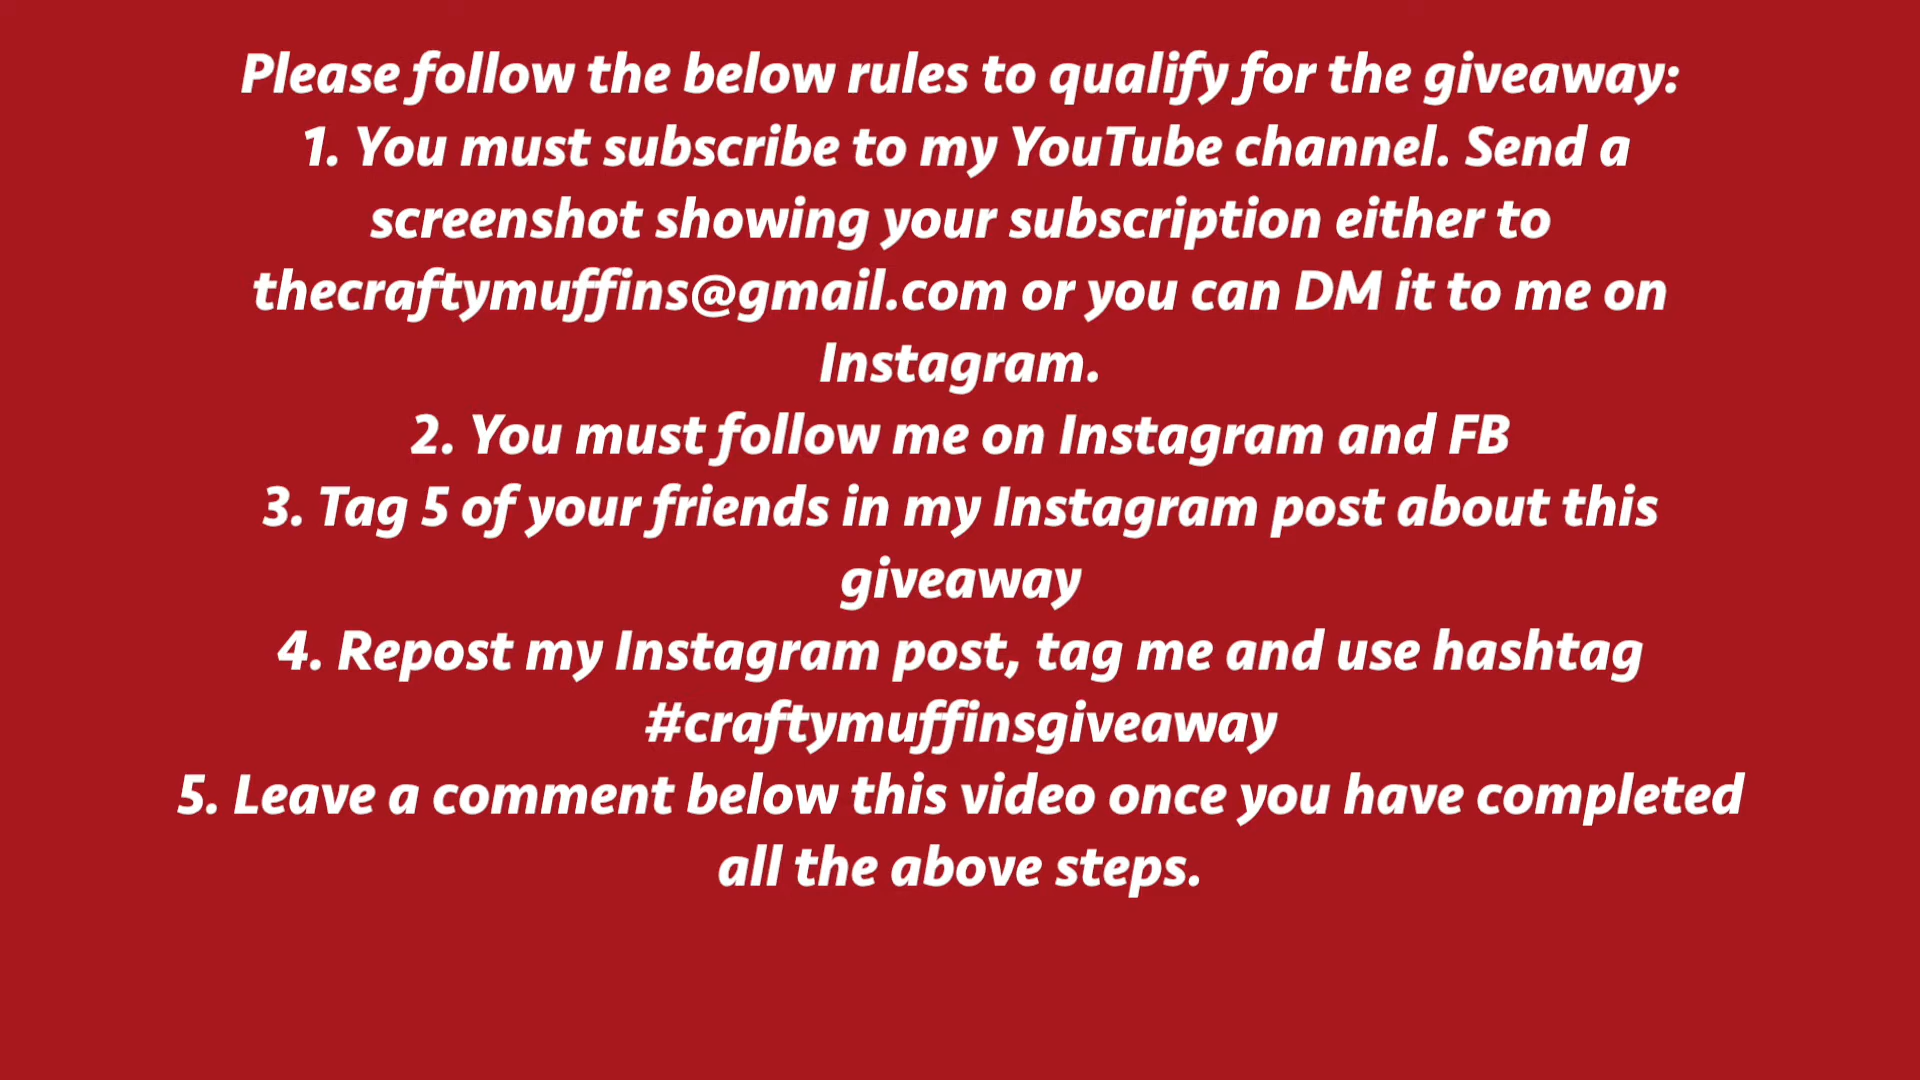 Please follow the below rules to qualify for the giveaway:
1. You must subscribe to my YouTube channel. Send a
screenshot showing your subscription either to
thecraftymuffins@gmail.com or you can DM it to me on
Instagram.
2. You must follow me on Instagram and FB
3. Tag 5 of your friends in my Instagram post about this
giveaway
4. Repost my Instagram post, tag me and use hashtag
#craftymuffinsgiveaway
5. Leave a comment below this video once you have completed
all the above steps.